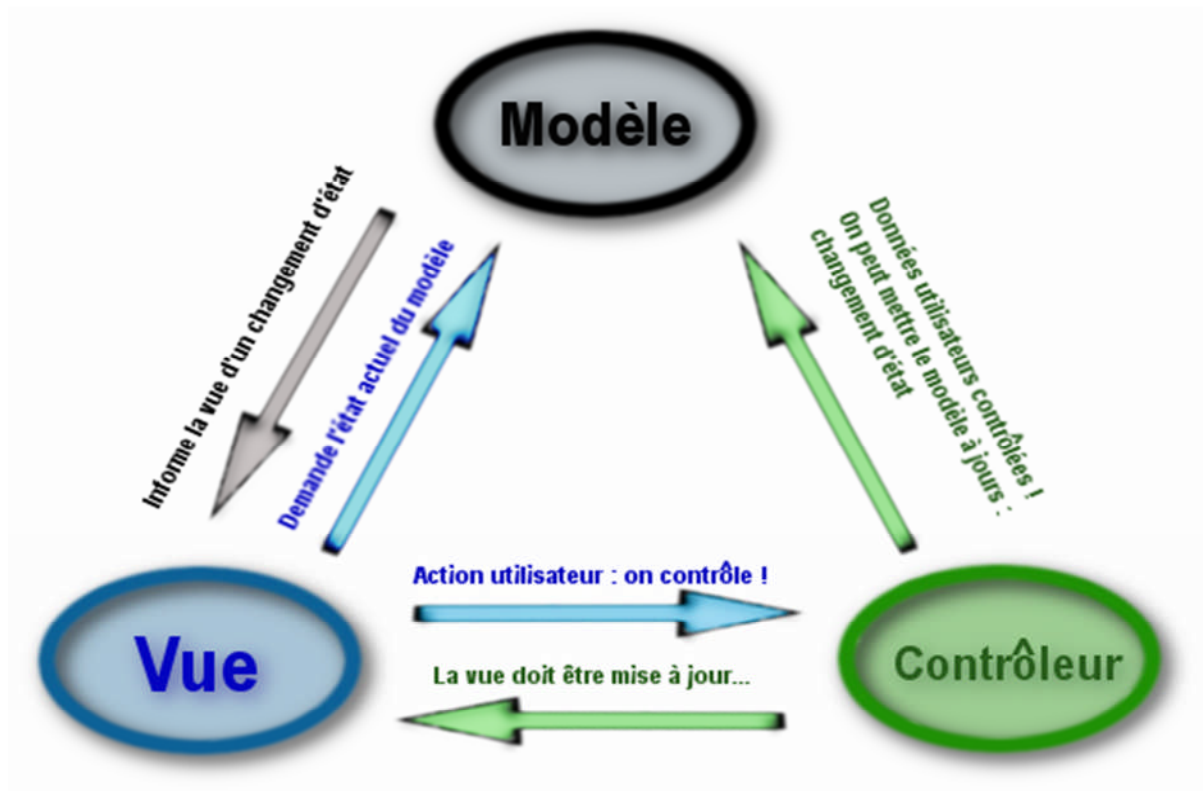 Modèle
Informe la vue d'un changement d'état
Demande l'état actuel du modèle
Données utilisateurs contrôlées !
On peut mettre le modèle à jours :
changement d'état
Action utilisateur : on contrôle !
Vue
La vue doit être mise à jour...
Contrôleur